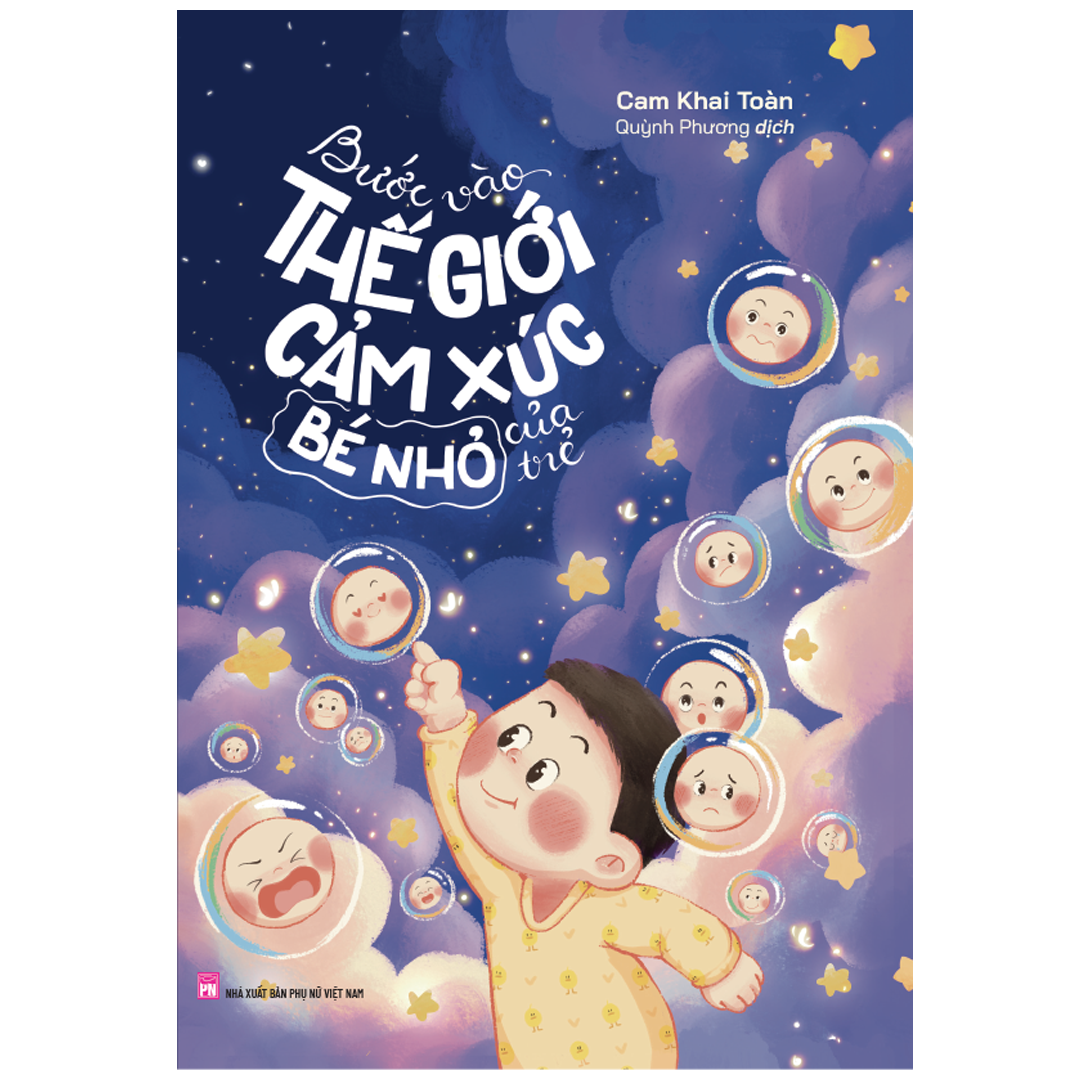 Cam Khai Toàn
Quỳnh Phương dịch
Bước vào
THẾ GIỚI
CẢM XÚC
BÉ NHỎ của
trẻ
PN
NHÀ XUẤT BẢN PHỤ NỮ VIỆT NAM